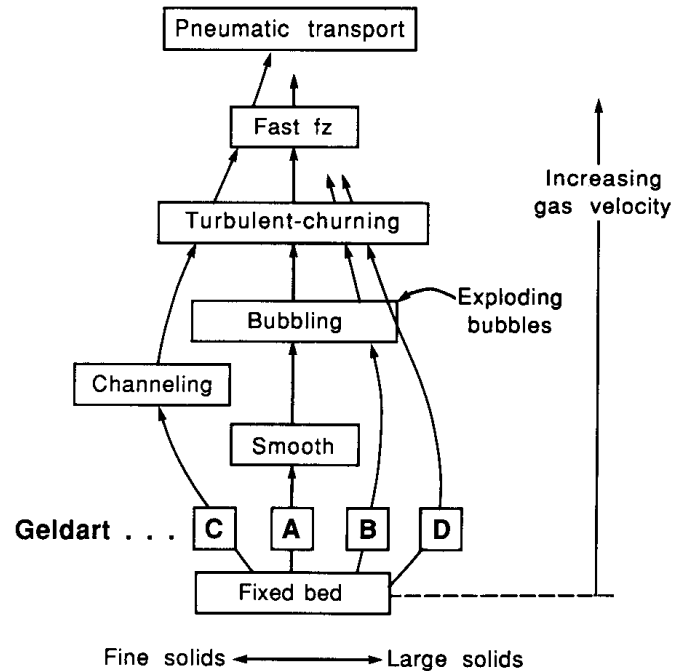 Pneumatic transport
Fast fz
Increasing
gas velocity
Turbulent-churning
Exploding
bubbles
Bubbling
Channeling
Smooth
Geldart . . . C A B D
Fixed bed
Fine solids Large solids